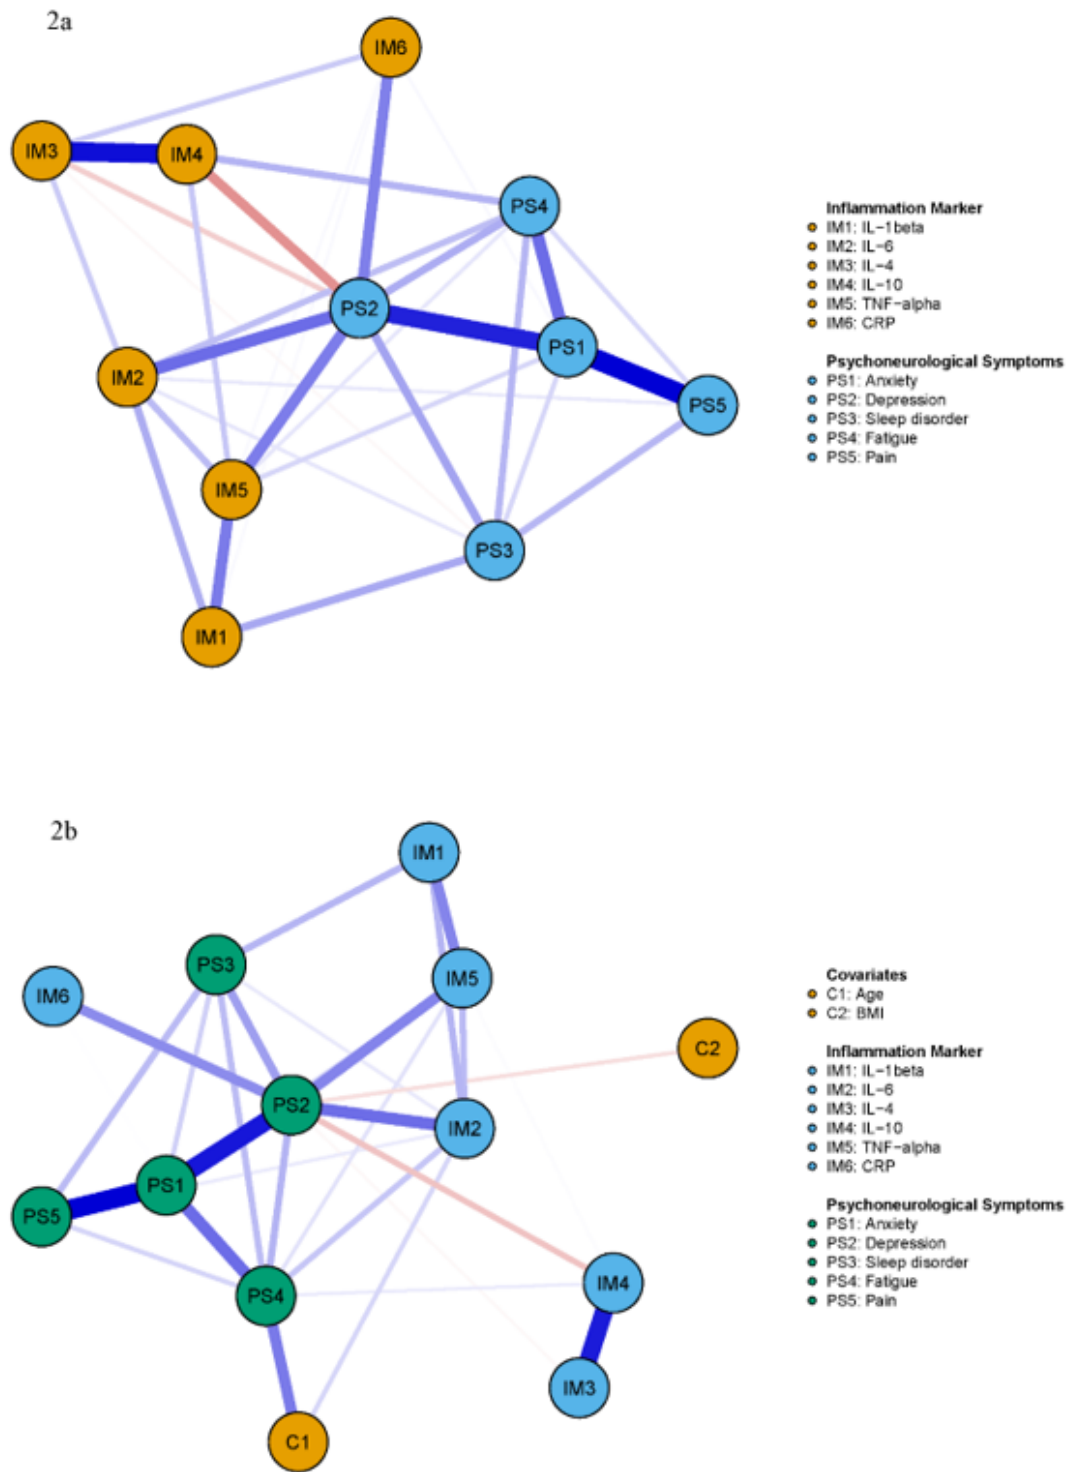 2a
IM6
IM3
IM4
PS4
PS2
PS1
IM2
PS5
IM5
PS3
IM1
Inflammation Marker
IM1: IL−1beta
IM2: IL−6
IM3: IL−4
IM4: IL−10
IM5: TNF−alpha
IM6: CRP
Psychoneurological Symptoms
PS1: Anxiety
PS2: Depression
PS3: Sleep disorder
PS4: Fatigue
PS5: Pain
2b
IM1
PS3
IM5
IM6
C2
PS2
IM2
PS1
PS5
IM4
PS4
IM3
C1
Covariates
C1: Age
C2: BMI
Inflammation Marker
IM1: IL−1beta
IM2: IL−6
IM3: IL−4
IM4: IL−10
IM5: TNF−alpha
IM6: CRP
Psychoneurological Symptoms
PS1: Anxiety
PS2: Depression
PS3: Sleep disorder
PS4: Fatigue
PS5: Pain